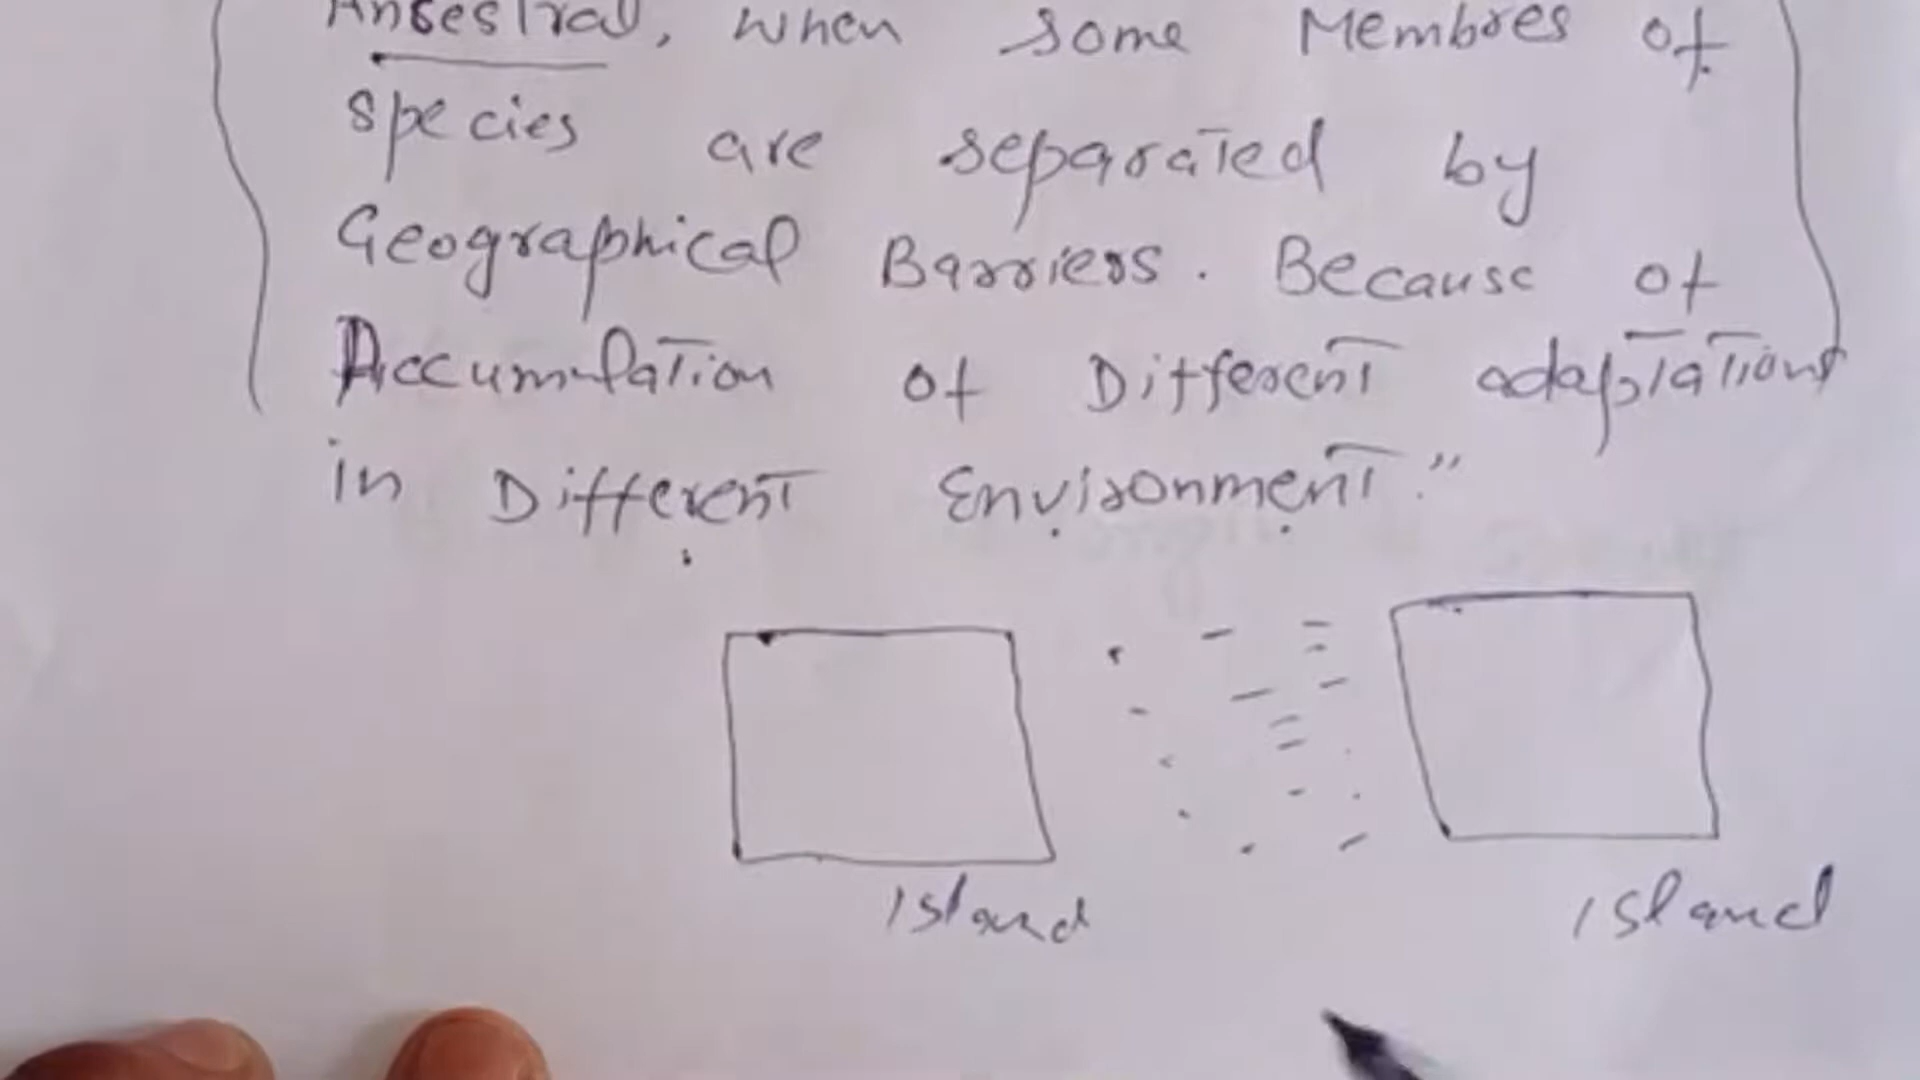 Ansestral, when some Membres of
species are separated by
Geographical Barriers. Because of
Accumulation of Different adaptations
in Different Environment."
Island Island